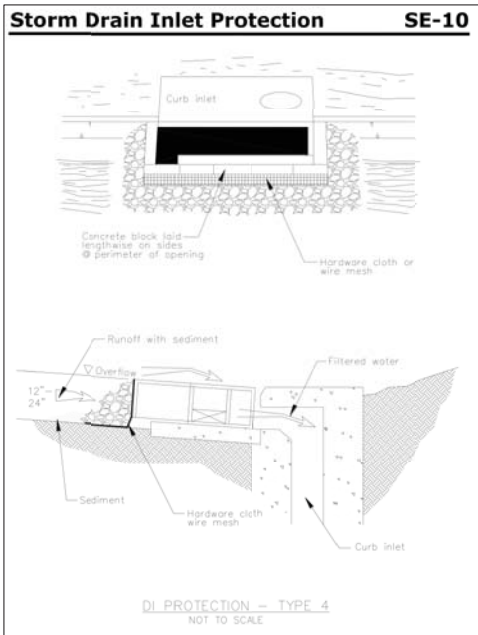 Storm Drain Inlet Protection SE-10
Curb inlet
Concrete block laid
lengthwise on sides
@ perimeter of opening
Hardware cloth or
wire mesh
Runoff with sediment
Overflow
Filtered water
12"
24"
Sediment
Hardware cloth
wire mesh
Curb inlet
DI PROTECTION – TYPE 4
NOT TO SCALE